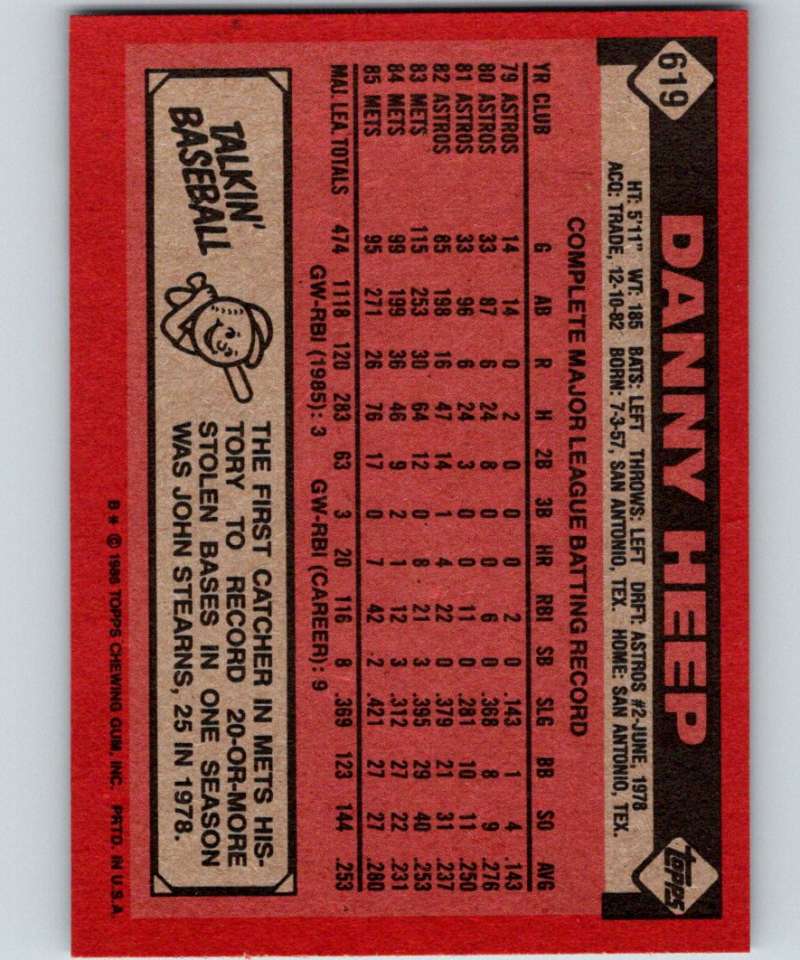 619
DANNY HEEP
topps
HT: 5'11" WT: 185 BATS: LEFT THROWS: LEFT DRFT: ASTROS #2-JUNE, 1978
ACQ: TRADE, 12-10-82 BORN: 7-3-57, SAN ANTONIO, TEX. HOME: SAN ANTONIO, TEX.
COMPLETE MAJOR LEAGUE BATTING RECORD
YR CLUB G AB R H 2B 3B HR RBI SB SLG BB SO AVG
79 ASTROS 14 14 0 2 0 0 0 2 0 .143 1 4 .143
80 ASTROS 33 87 6 24 8 0 0 6 0 .368 8 9 .276
81 ASTROS 33 96 6 24 3 0 0 11 0 .281 10 11 .250
82 ASTROS 85 198 16 47 14 1 4 22 0 .379 21 31 .237
83 METS 115 253 30 64 12 0 8 21 3 .395 29 40 .253
84 METS 99 199 36 46 9 2 1 12 3 .312 27 22 .231
85 METS 95 271 26 76 17 0 7 42 2 .421 27 27 .280
MAJ. LEA. TOTALS 474 1118 120 283 63 3 20 116 8 .369 123 144 .253
GW-RBI (1985): 3 GW-RBI (CAREER): 9
TALKIN'
BASEBALL
THE FIRST CATCHER IN METS HIS-
TORY TO RECORD 20-OR-MORE
STOLEN BASES IN ONE SEASON
WAS JOHN STEARNS, 25 IN 1978.
B* © 1986 TOPPS CHEWING GUM, INC. PRTD. IN U.S.A.